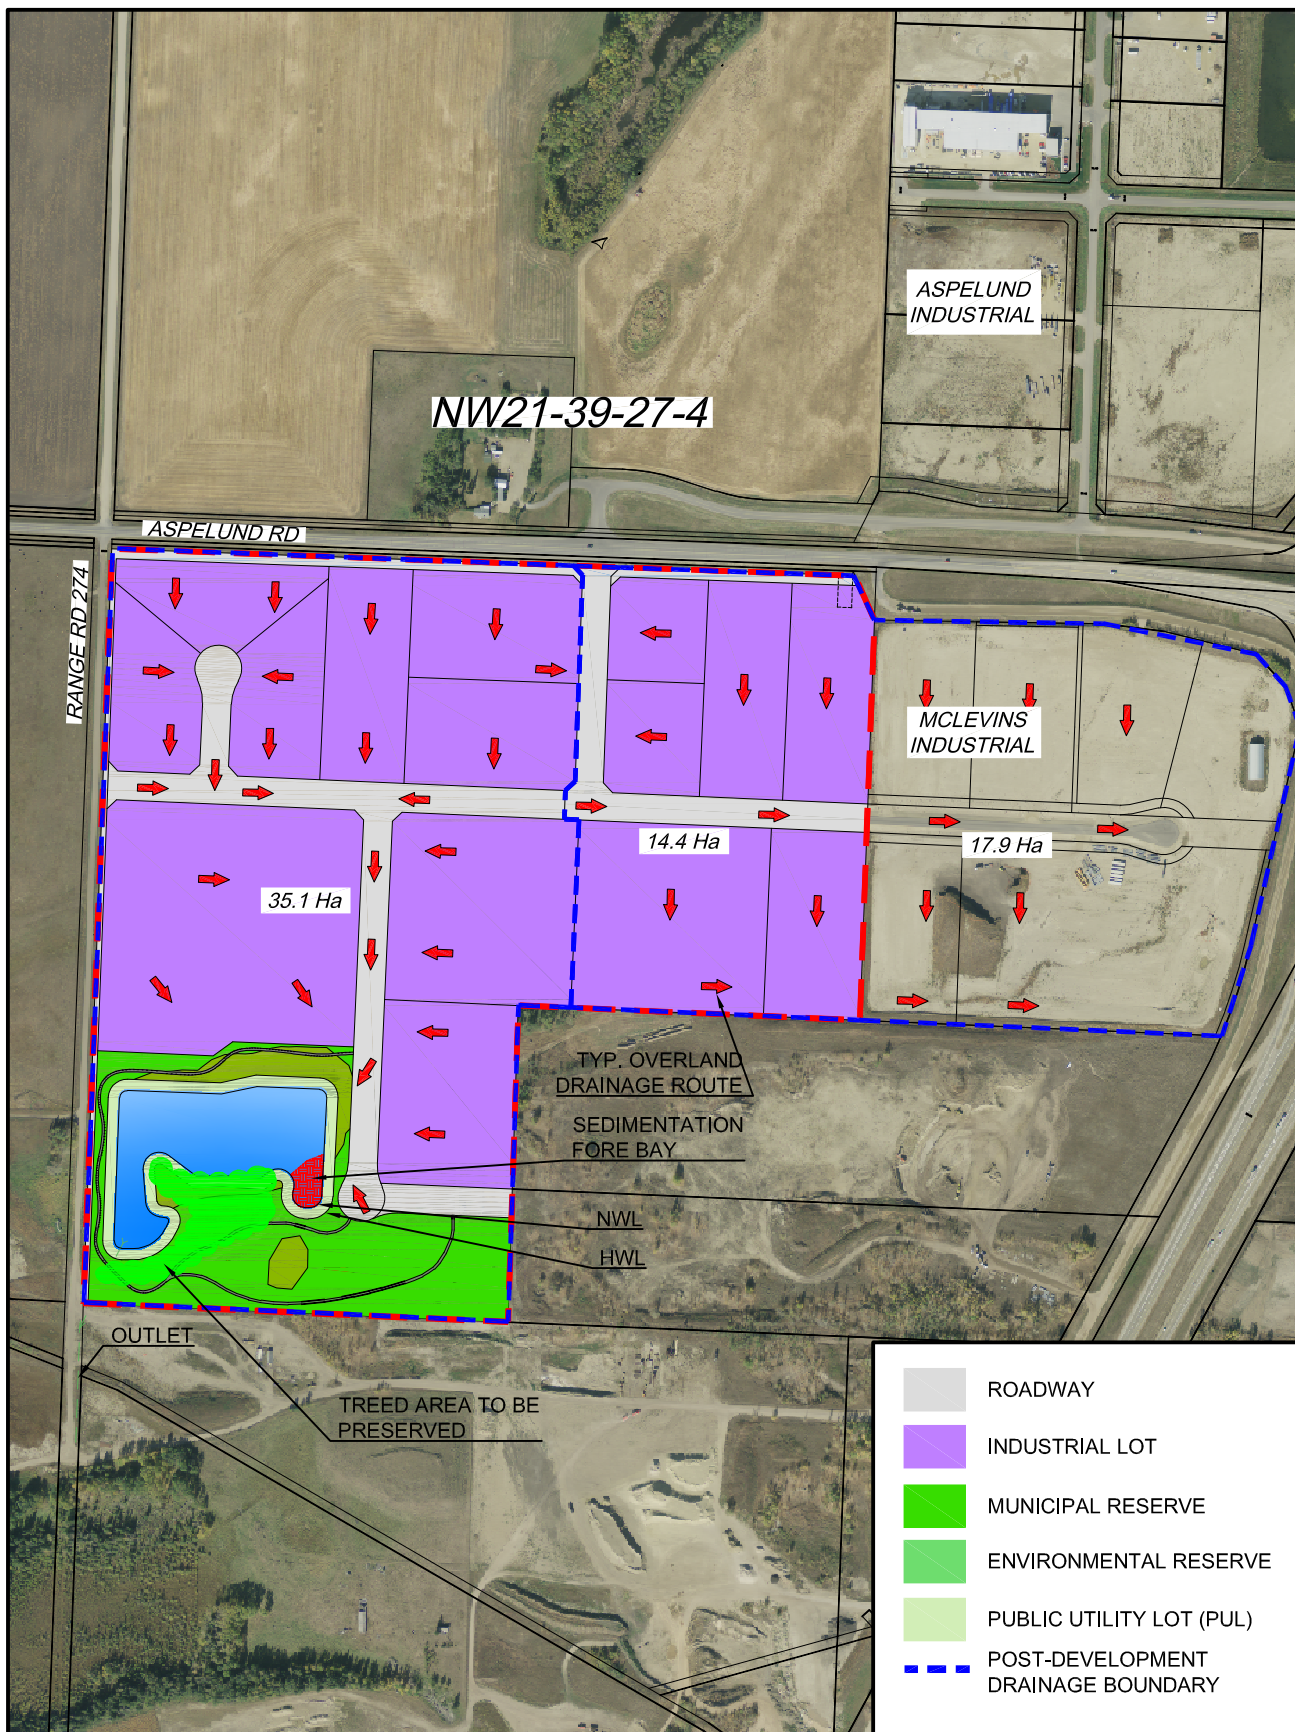 ASPELUND
INDUSTRIAL
NW21-39-27-4
ASPELUND RD
RANGE RD 274
MCLEVINS
INDUSTRIAL
14.4 Ha
17.9 Ha
35.1 Ha
TYP. OVERLAND
DRAINAGE ROUTE
SEDIMENTATION
FORE BAY
NWL
HWL
OUTLET
TREED AREA TO BE
PRESERVED
ROADWAY
INDUSTRIAL LOT
MUNICIPAL RESERVE
ENVIRONMENTAL RESERVE
PUBLIC UTILITY LOT (PUL)
POST-DEVELOPMENT
DRAINAGE BOUNDARY